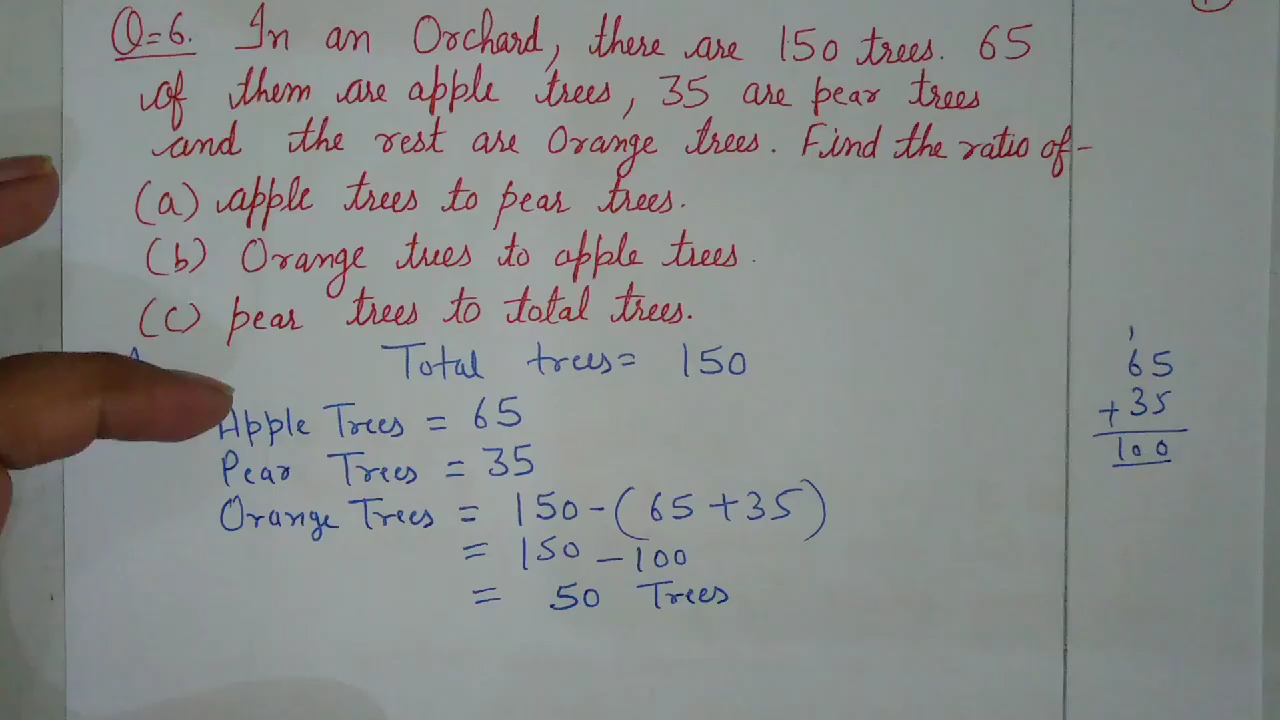 Q=6. In an Orchard, there are 150 trees. 65
of them are apple trees, 35 are pear trees
and the rest are Orange trees. Find the ratio of-
(a) apple trees to pear trees.
(b) Orange trees to apple trees.
(c) pear trees to total trees.
Total trees= 150
Apple Trees = 65
Pear Trees = 35
Orange Trees = 150-(65+35)
= 150-100
= 50 Trees
1
65
+35
100